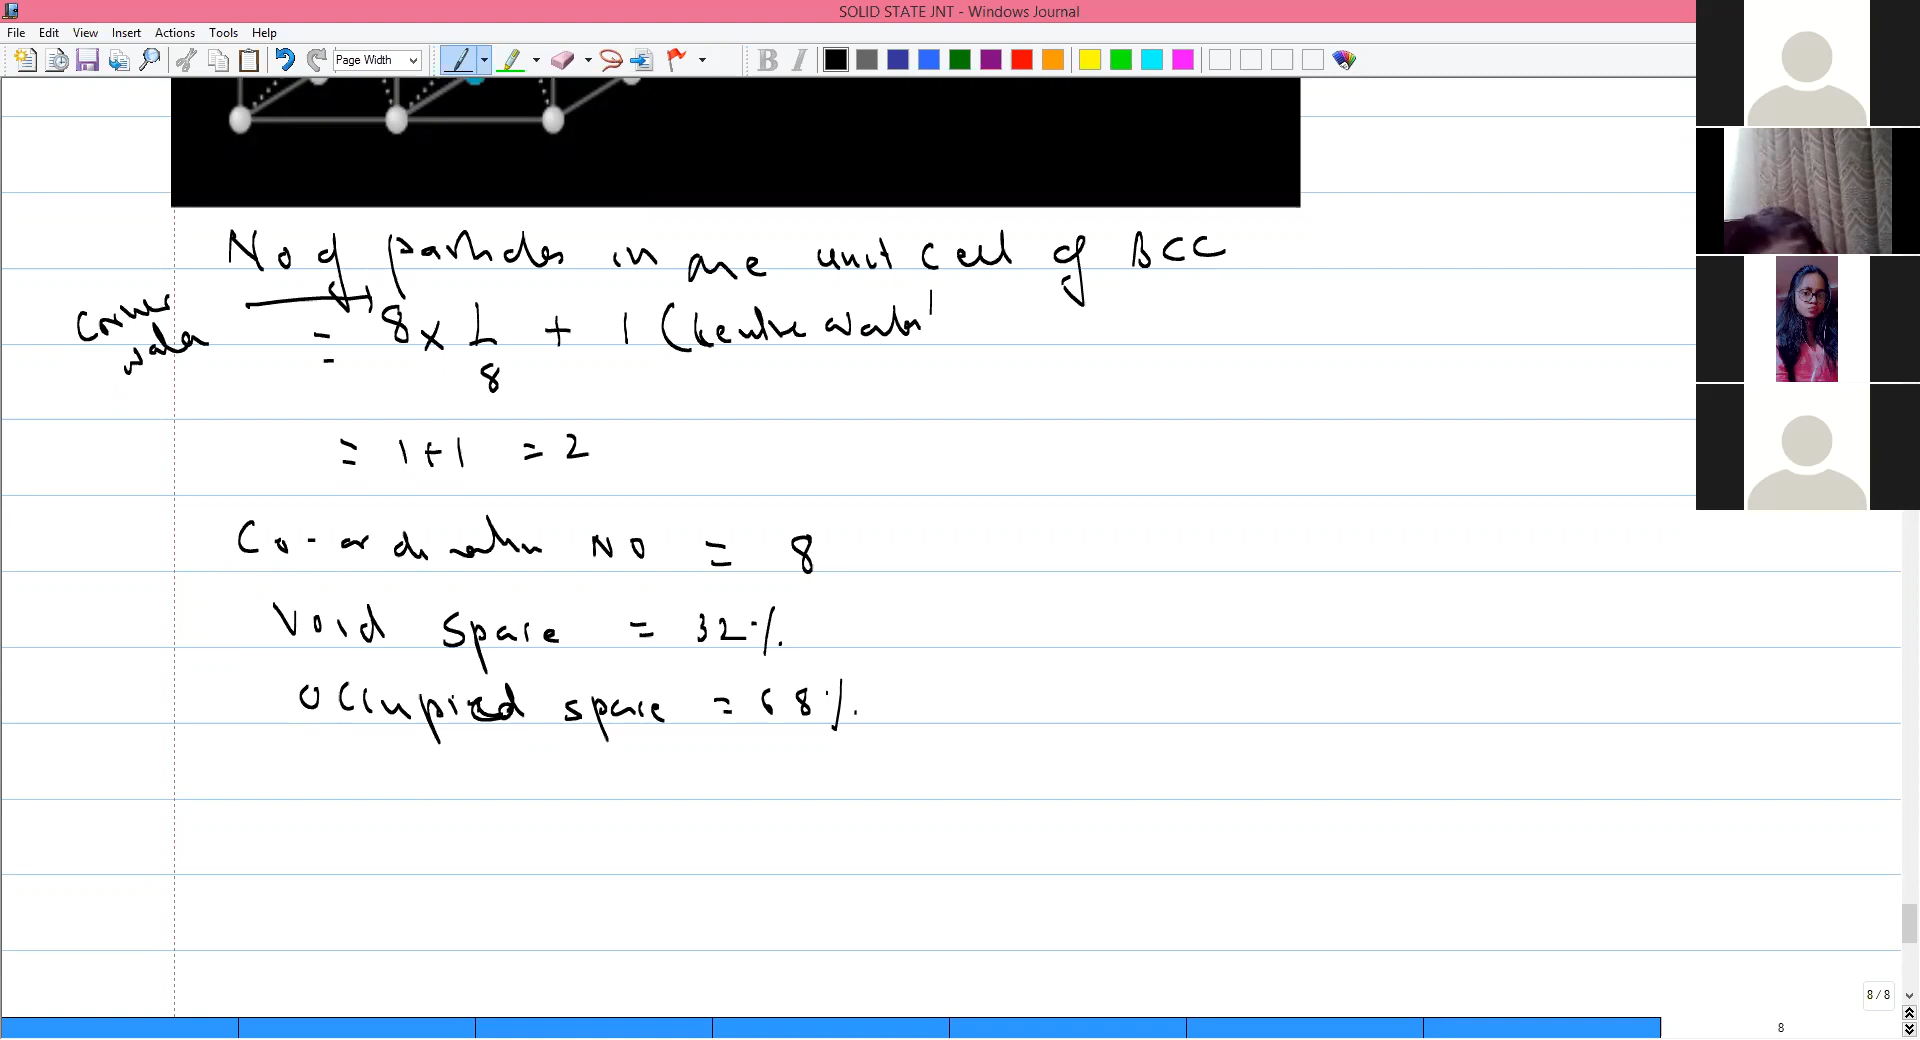 SOLID STATE JNT - Windows Journal
File Edit View Insert Actions Tools Help
Page Width
B I
No of particles in one unit cell of BCC
corner
= 8 x 1/8 + 1 (centre
= 1+1 = 2
Co-ordination NO = 8
Void space = 32%
Occupied space = 68%
8 / 8
8